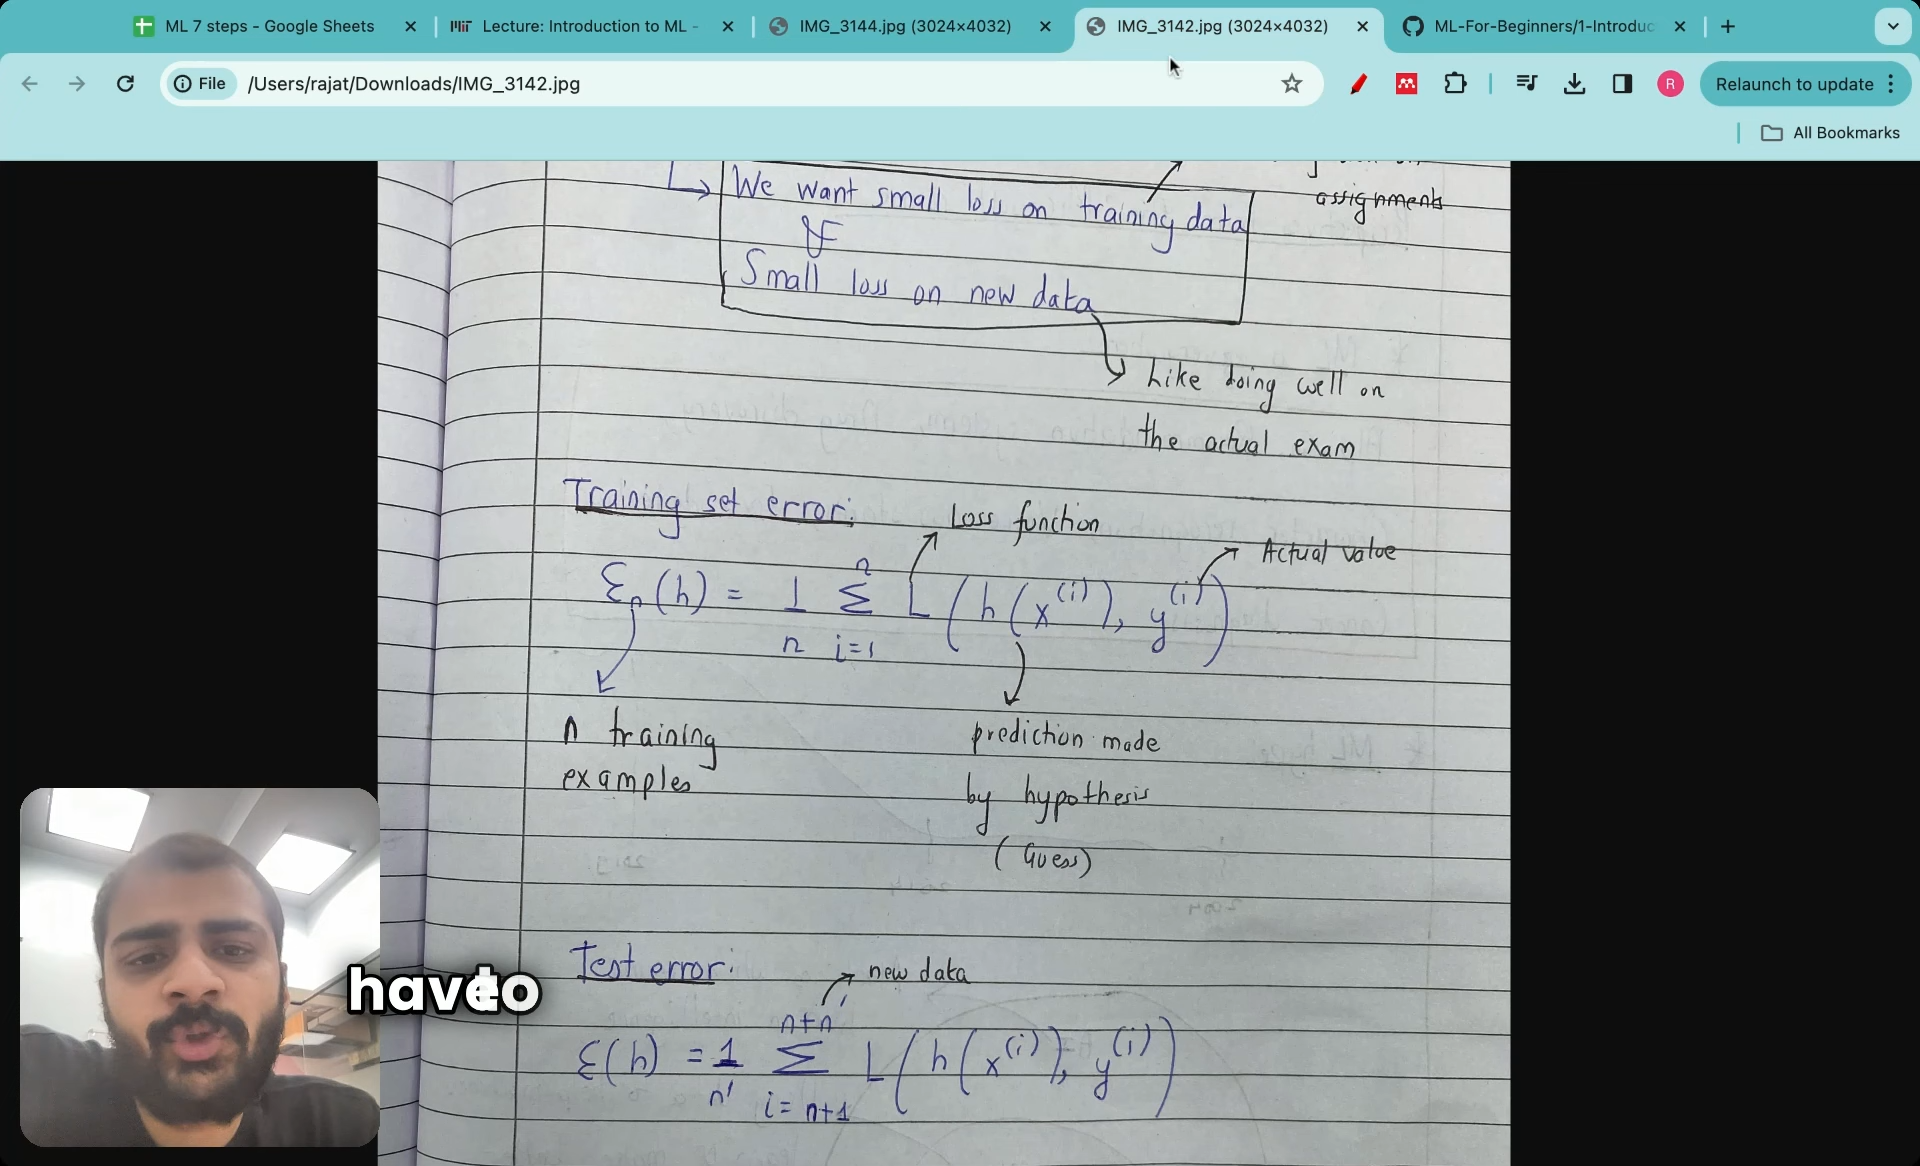 ML 7 steps - Google Sheets
Lecture: Introduction to ML -
IMG_3144.jpg (3024×4032)
IMG_3142.jpg (3024×4032)
ML-For-Beginners/1-Introduc
File
/Users/rajat/Downloads/IMG_3142.jpg
R
Relaunch to update
All Bookmarks
assignments
We want small loss on training data
&
Small loss on new data
Like doing well on
the actual exam
Training set error:
Loss function
Actual value
Ɛn(h) = 1/n Σ i=1 n L(h(x^(i)), y^(i))
n training
examples
prediction made
by hypothesis
(Guess)
Test error:
new data
Ɛ(h) = 1/n' Σ i=n+1 n+n' L(h(x^(i)), y^(i))
have to